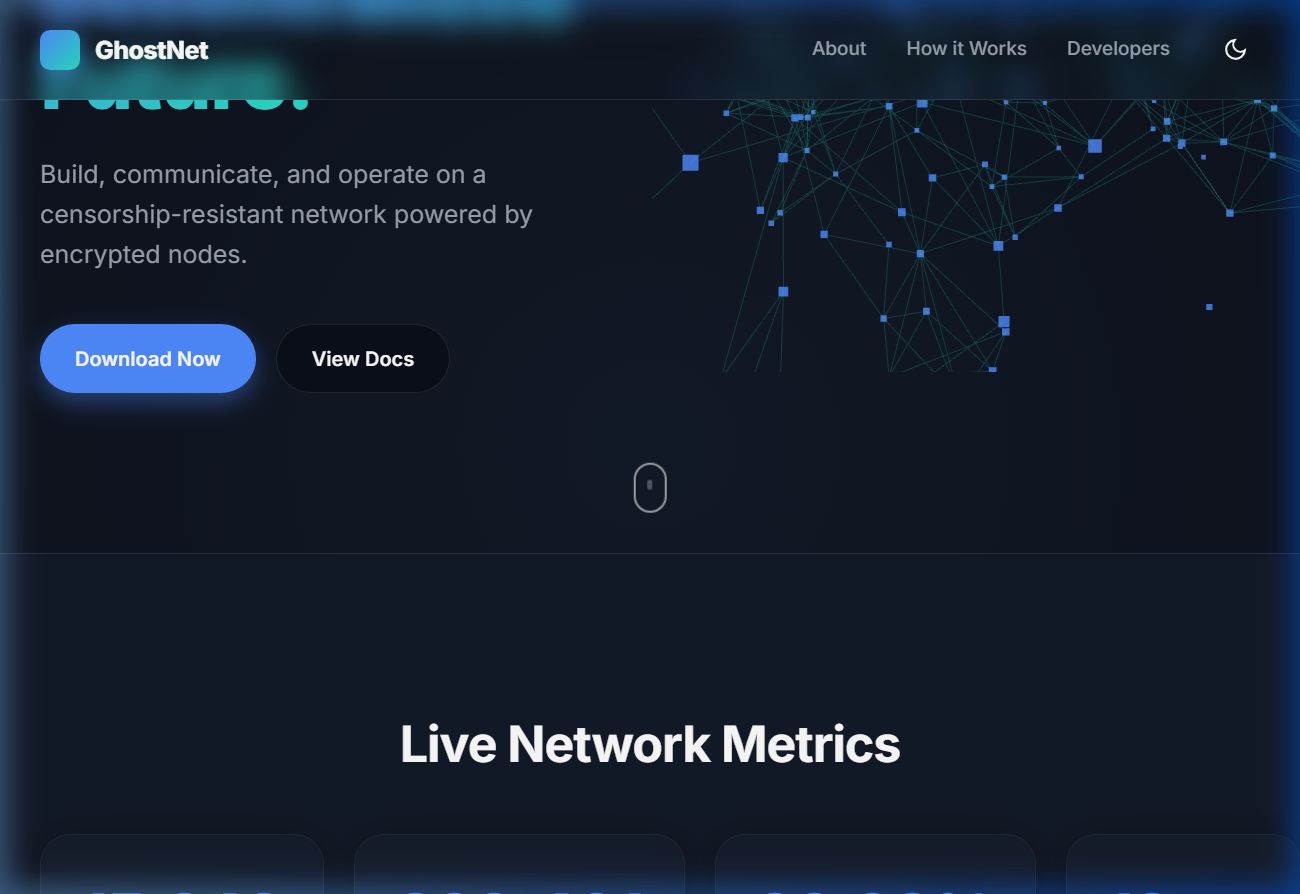 GhostNet
About
How it Works
Developers
Build, communicate, and operate on a
censorship-resistant network powered by
encrypted nodes.
Download Now
View Docs
Live Network Metrics